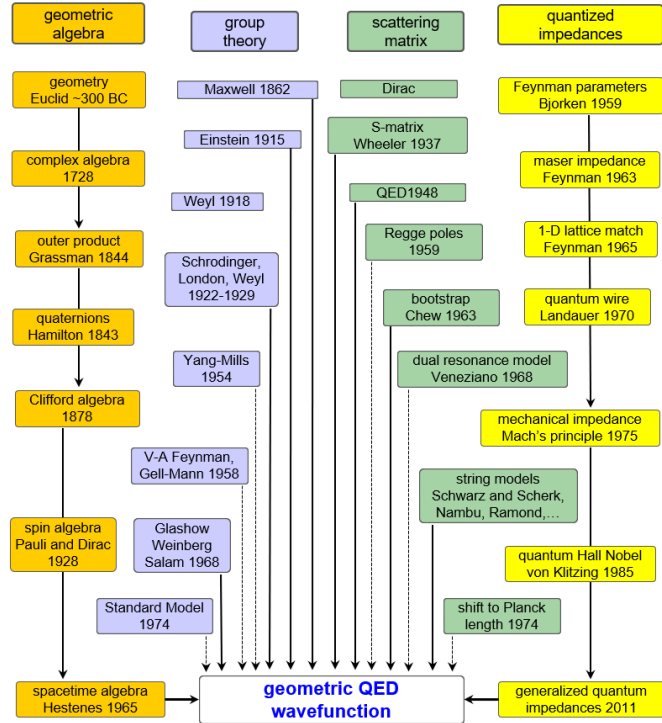 geometric
algebra
group
theory
scattering
matrix
quantized
impedances
geometry
Euclid ~300 BC
complex algebra
1728
outer product
Grassman 1844
quaternions
Hamilton 1843
Clifford algebra
1878
spin algebra
Pauli and Dirac
1928
spacetime algebra
Hestenes 1965
Maxwell 1862
Einstein 1915
Weyl 1918
Schrodinger,
London, Weyl
1922-1929
Yang-Mills
1954
V-A Feynman,
Gell-Mann 1958
Glashow
Weinberg
Salam 1968
Standard Model
1974
Dirac
S-matrix
Wheeler 1937
QED1948
Regge poles
1959
bootstrap
Chew 1963
dual resonance model
Veneziano 1968
string models
Schwarz and Scherk,
Nambu, Ramond,...
shift to Planck
length 1974
Feynman parameters
Bjorken 1959
maser impedance
Feynman 1963
1-D lattice match
Feynman 1965
quantum wire
Landauer 1970
mechanical impedance
Mach's principle 1975
quantum Hall Nobel
von Klitzing 1985
generalized quantum
impedances 2011
geometric QED
wavefunction